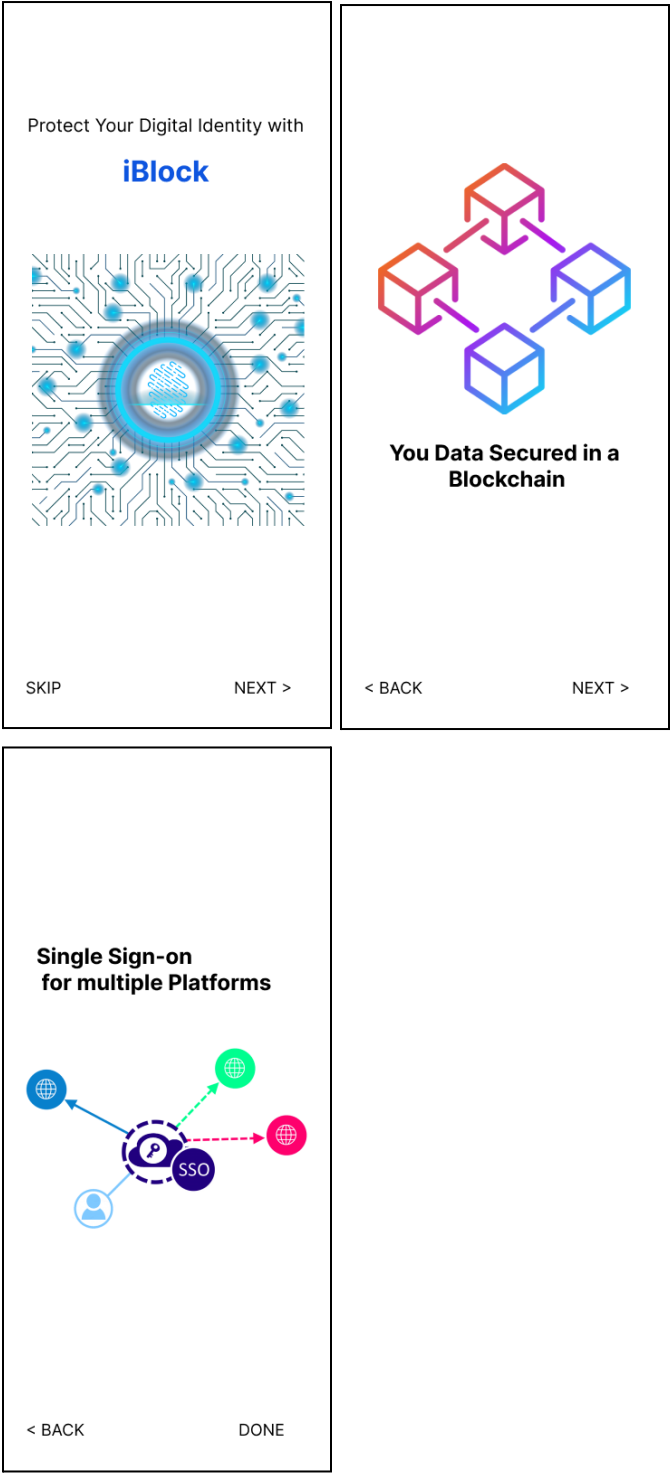 Protect Your Digital Identity with
iBlock
SKIP
NEXT >
You Data Secured in a
Blockchain
< BACK
NEXT >
Single Sign-on
for multiple Platforms
SSO
< BACK
DONE